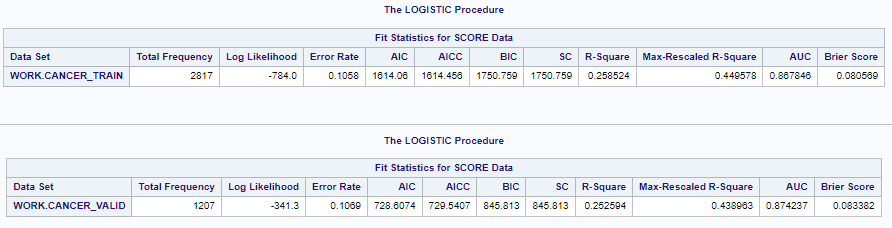 The LOGISTIC Procedure
Fit Statistics for SCORE Data
Data Set Total Frequency Log Likelihood Error Rate AIC AICC BIC SC R-Square Max-Rescaled R-Square AUC Brier Score
WORK.CANCER_TRAIN 2817 -784.0 0.1058 1614.06 1614.456 1750.759 1750.759 0.258524 0.449578 0.867846 0.080569
The LOGISTIC Procedure
Fit Statistics for SCORE Data
Data Set Total Frequency Log Likelihood Error Rate AIC AICC BIC SC R-Square Max-Rescaled R-Square AUC Brier Score
WORK.CANCER_VALID 1207 -341.3 0.1069 728.6074 729.5407 845.813 845.813 0.252594 0.438963 0.874237 0.083382